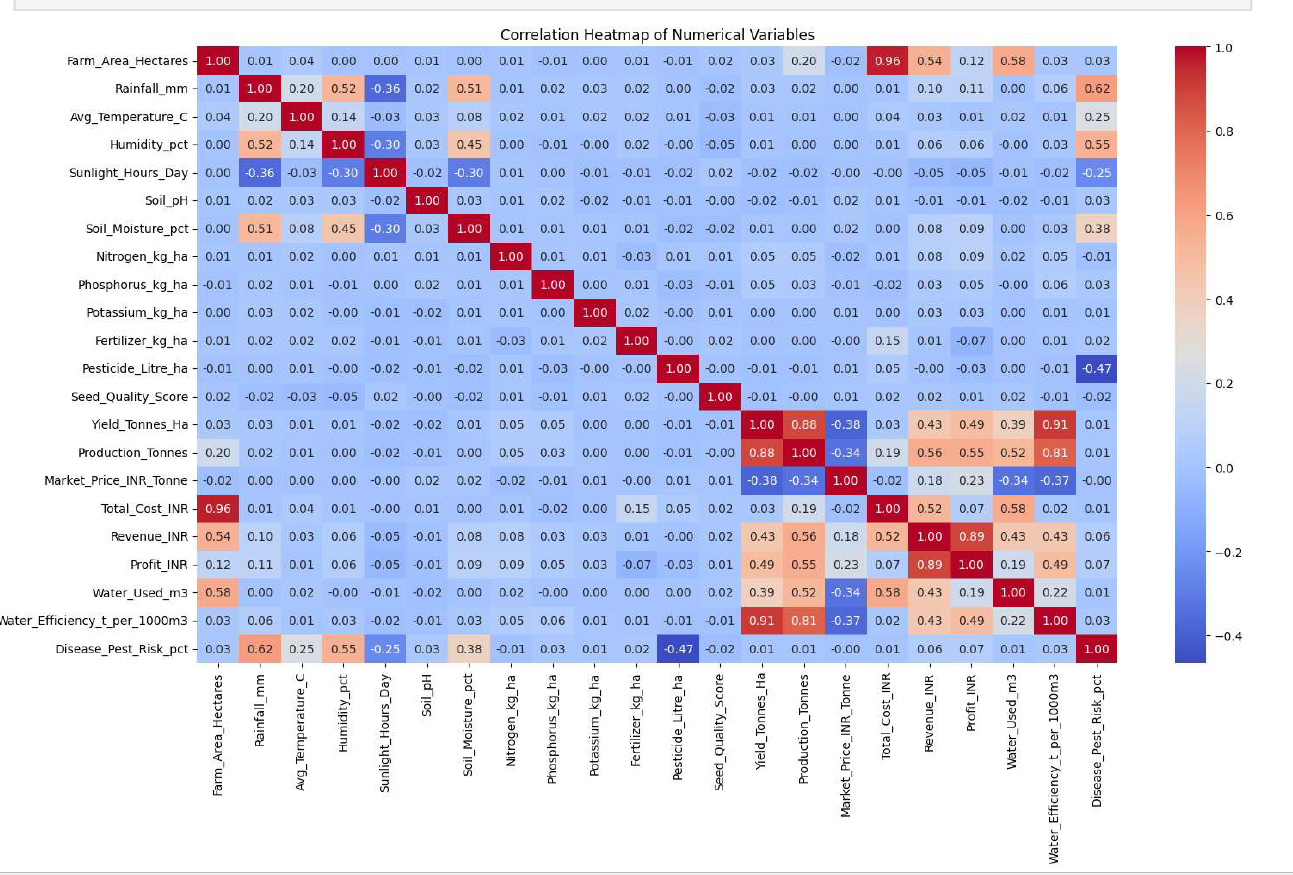 Correlation Heatmap of Numerical Variables
Farm_Area_Hectares 1.00 0.01 0.04 0.00 0.00 0.01 0.00 0.01 -0.01 0.00 0.01 -0.01 0.02 0.03 0.20 -0.02 0.96 0.54 0.12 0.58 0.03 0.03
Rainfall_mm 0.01 1.00 0.20 0.52 -0.36 0.02 0.51 0.01 0.02 0.03 0.02 0.00 -0.02 0.03 0.02 0.00 0.01 0.10 0.11 0.00 0.06 0.62
Avg_Temperature_C 0.04 0.20 1.00 0.14 -0.03 0.03 0.08 0.02 0.01 0.02 0.02 0.01 -0.03 0.01 0.01 0.00 0.04 0.03 0.01 0.02 0.01 0.25
Humidity_pct 0.00 0.52 0.14 1.00 -0.30 0.03 0.45 0.00 -0.01 -0.00 0.02 -0.00 -0.05 0.01 0.00 0.00 0.01 0.06 0.06 -0.00 0.03 0.55
Sunlight_Hours_Day 0.00 -0.36 -0.03 -0.30 1.00 -0.02 -0.30 0.01 0.00 -0.01 -0.01 -0.02 0.02 -0.02 -0.02 -0.00 -0.00 -0.05 -0.05 -0.01 -0.02 -0.25
Soil_pH 0.01 0.02 0.03 0.03 -0.02 1.00 0.03 0.01 0.02 -0.02 -0.01 -0.01 -0.00 -0.02 -0.01 0.02 0.01 -0.01 -0.01 -0.02 -0.01 0.03
Soil_Moisture_pct 0.00 0.51 0.08 0.45 -0.30 0.03 1.00 0.01 0.01 0.01 0.01 -0.02 -0.02 0.01 0.00 0.02 0.00 0.08 0.09 0.00 0.03 0.38
Nitrogen_kg_ha 0.01 0.01 0.02 0.00 0.01 0.01 0.01 1.00 0.01 0.01 -0.03 0.01 0.01 0.05 0.05 -0.02 0.01 0.08 0.09 0.02 0.05 -0.01
Phosphorus_kg_ha -0.01 0.02 0.01 -0.01 0.00 0.02 0.01 0.01 1.00 0.00 0.01 -0.03 -0.01 0.05 0.03 -0.01 -0.02 0.03 0.05 -0.00 0.06 0.03
Potassium_kg_ha 0.00 0.03 0.02 -0.00 -0.01 -0.02 0.01 0.01 0.00 1.00 0.02 -0.00 0.01 0.00 0.00 0.01 0.00 0.03 0.03 0.00 0.01 0.01
Fertilizer_kg_ha 0.01 0.02 0.02 0.02 -0.01 -0.01 0.01 -0.03 0.01 0.02 1.00 -0.00 0.02 0.00 0.00 -0.00 0.15 0.01 -0.07 0.00 0.01 0.02
Pesticide_Litre_ha -0.01 0.00 0.01 -0.00 -0.02 -0.01 -0.02 0.01 -0.03 -0.00 -0.00 1.00 -0.00 -0.01 -0.01 0.01 0.05 -0.00 -0.03 0.00 -0.01 -0.47
Seed_Quality_Score 0.02 -0.02 -0.03 -0.05 0.02 -0.00 -0.02 0.01 -0.01 0.01 0.02 -0.00 1.00 -0.01 -0.00 0.01 0.02 0.02 0.01 0.02 -0.01 -0.02
Yield_Tonnes_Ha 0.03 0.03 0.01 0.01 -0.02 -0.02 0.01 0.05 0.05 0.00 0.00 -0.01 -0.01 1.00 0.88 -0.38 0.03 0.43 0.49 0.39 0.91 0.01
Production_Tonnes 0.20 0.02 0.01 0.00 -0.02 -0.01 0.00 0.05 0.03 0.00 0.00 -0.01 -0.00 0.88 1.00 -0.34 0.19 0.56 0.55 0.52 0.81 0.01
Market_Price_INR_Tonne -0.02 0.00 0.00 0.00 -0.00 0.02 0.02 -0.02 -0.01 0.01 -0.00 0.01 0.01 -0.38 -0.34 1.00 -0.02 0.18 0.23 -0.34 -0.37 -0.00
Total_Cost_INR 0.96 0.01 0.04 0.01 -0.00 0.01 0.00 0.01 -0.02 0.00 0.15 0.05 0.02 0.03 0.19 -0.02 1.00 0.52 0.07 0.58 0.02 0.01
Revenue_INR 0.54 0.10 0.03 0.06 -0.05 -0.01 0.08 0.08 0.03 0.03 0.01 -0.00 0.02 0.43 0.56 0.18 0.52 1.00 0.89 0.43 0.43 0.06
Profit_INR 0.12 0.11 0.01 0.06 -0.05 -0.01 0.09 0.09 0.05 0.03 -0.07 -0.03 0.01 0.49 0.55 0.23 0.07 0.89 1.00 0.19 0.49 0.07
Water_Used_m3 0.58 0.00 0.02 -0.00 -0.01 -0.02 0.00 0.02 -0.00 0.00 0.00 0.00 0.02 0.39 0.52 -0.34 0.58 0.43 0.19 1.00 0.22 0.01
Water_Efficiency_t_per_1000m3 0.03 0.06 0.01 0.03 -0.02 -0.01 0.03 0.05 0.06 0.01 0.01 -0.01 -0.01 0.91 0.81 -0.37 0.02 0.43 0.49 0.22 1.00 0.03
Disease_Pest_Risk_pct 0.03 0.62 0.25 0.55 -0.25 0.03 0.38 -0.01 0.03 0.01 0.02 -0.47 -0.02 0.01 0.01 -0.00 0.01 0.06 0.07 0.01 0.03 1.00
Farm_Area_Hectares
Rainfall_mm
Avg_Temperature_C
Humidity_pct
Sunlight_Hours_Day
Soil_pH
Soil_Moisture_pct
Nitrogen_kg_ha
Phosphorus_kg_ha
Potassium_kg_ha
Fertilizer_kg_ha
Pesticide_Litre_ha
Seed_Quality_Score
Yield_Tonnes_Ha
Production_Tonnes
Market_Price_INR_Tonne
Total_Cost_INR
Revenue_INR
Profit_INR
Water_Used_m3
Water_Efficiency_t_per_1000m3
Disease_Pest_Risk_pct
1.0
0.8
0.6
0.4
0.2
0.0
−0.2
−0.4